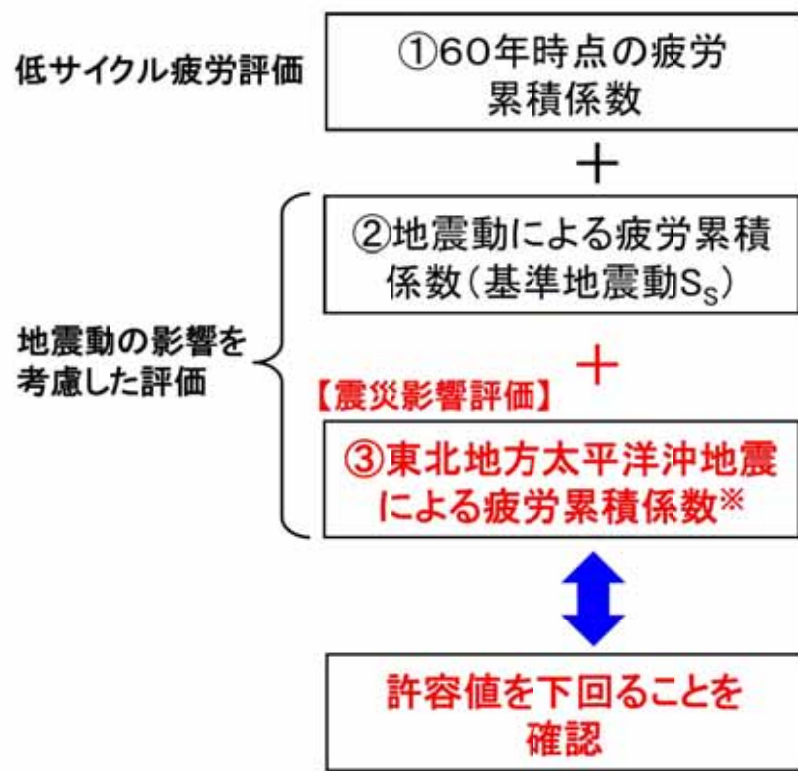 低サイクル疲労評価
①60年時点の疲労
累積係数
＋
②地震動による疲労累積
係数(基準地震動SS)
地震動の影響を
考慮した評価
＋
【震災影響評価】
③東北地方太平洋沖地震
による疲労累積係数※
許容値を下回ることを
確認